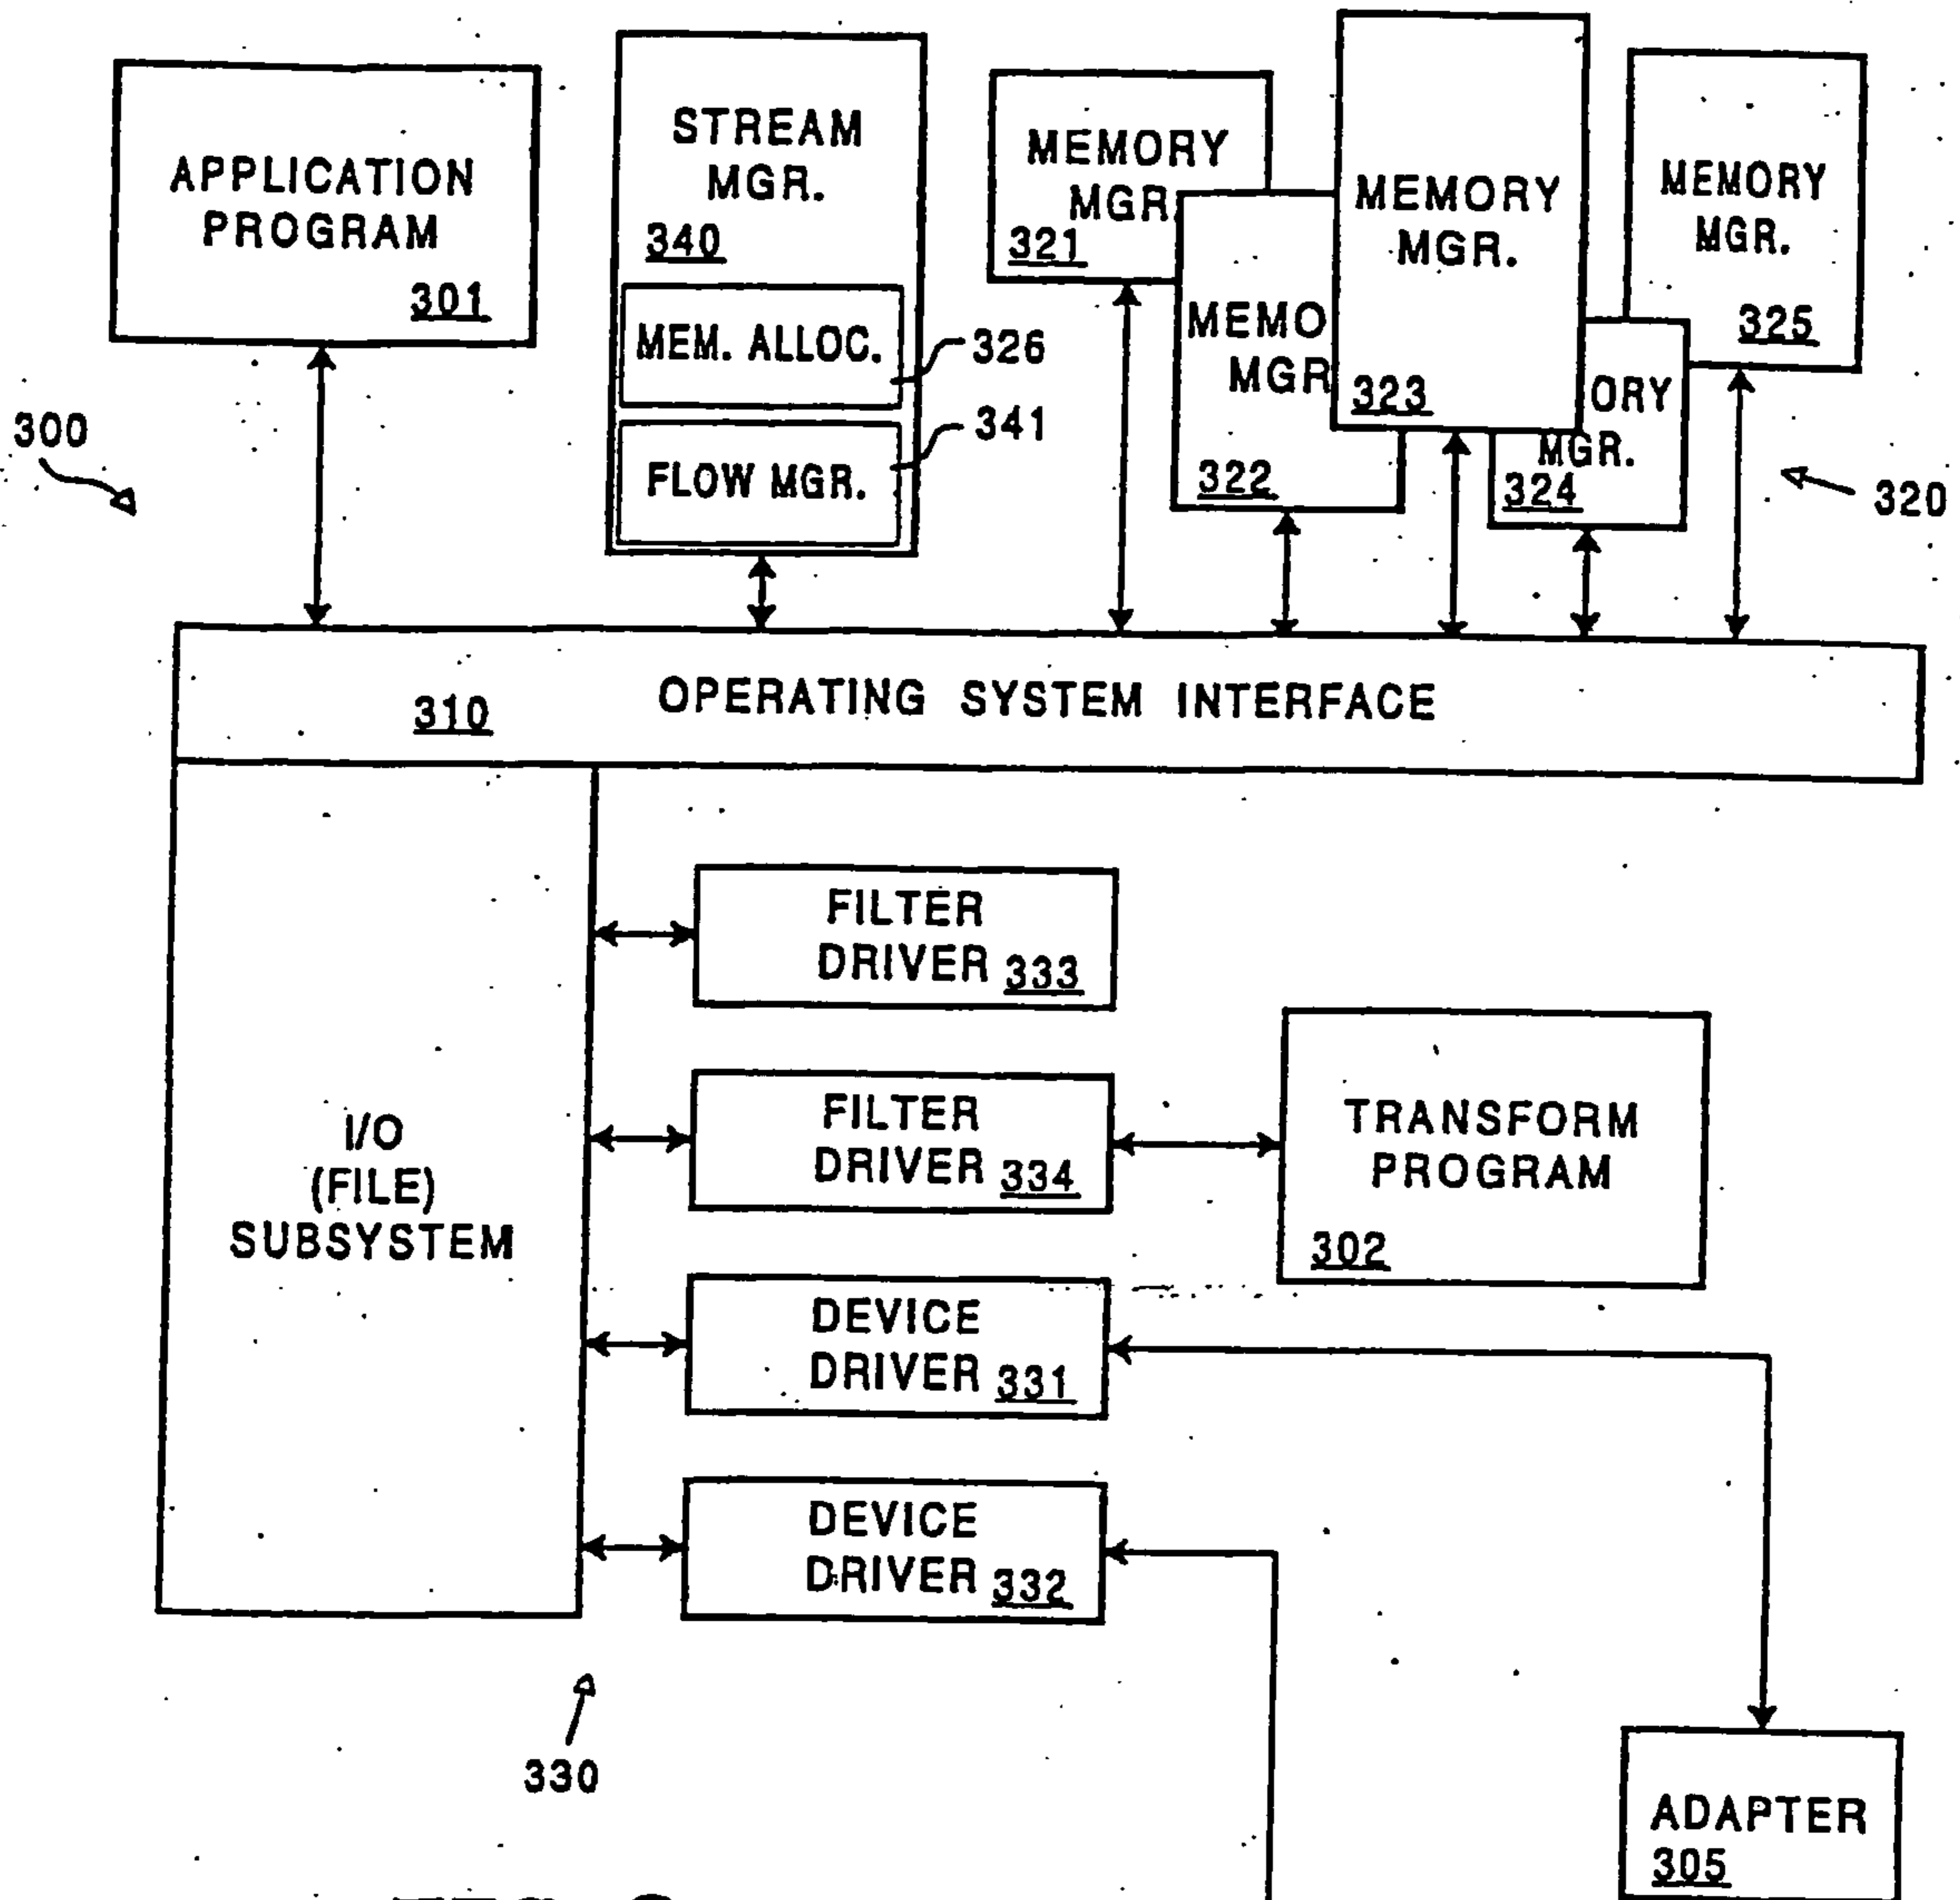 APPLICATION
PROGRAM
301
STREAM
MGR.
340
MEM. ALLOC.
326
FLOW MGR.
341
MEMORY
MGR.
321
MEMO
MGR
322
MEMORY
MGR.
323
ORY
MGR.
324
MEMORY
MGR.
325
300
320
310
OPERATING SYSTEM INTERFACE
I/O
(FILE)
SUBSYSTEM
FILTER
DRIVER 333
FILTER
DRIVER 334
TRANSFORM
PROGRAM
302
DEVICE
DRIVER 331
DEVICE
DRIVER 332
330
ADAPTER
305